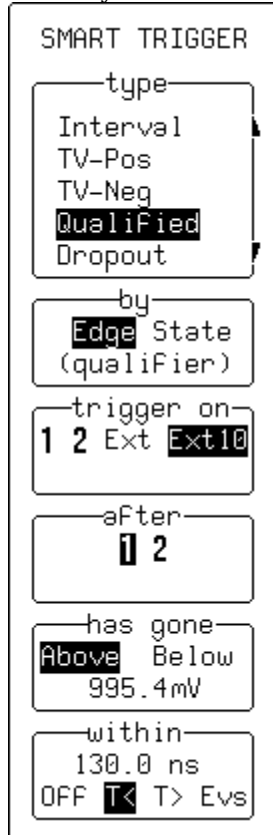 SMART TRIGGER
type
Interval
TV-Pos
TV-Neg
Qualified
Dropout
by
Edge State
(qualifier)
trigger on
1 2 Ext Ext10
after
1 2
has gone
Above Below
995.4mV
within
130.0 ns
OFF T< T> Evs